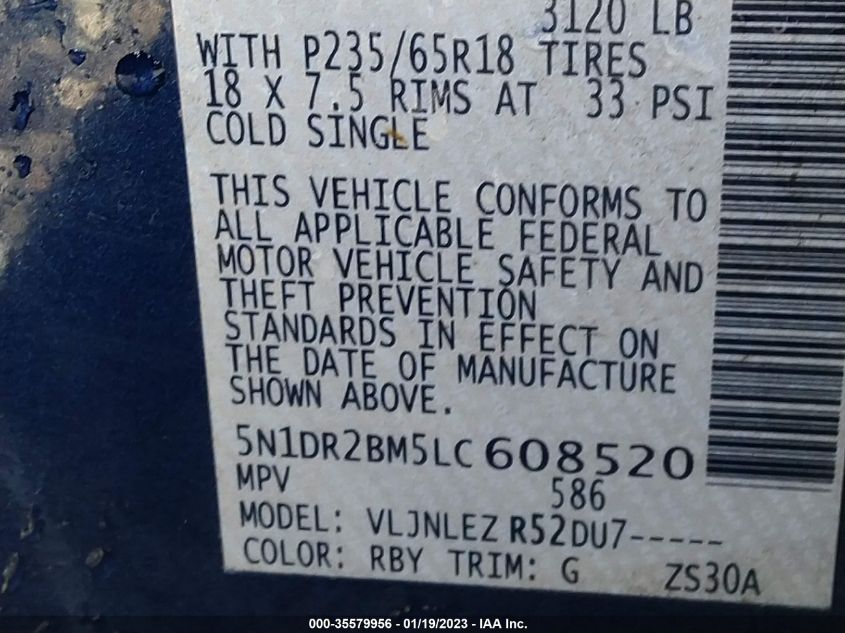 3120 LB
WITH P235/65R18 TIRES
18 X 7.5 RIMS AT 33 PSI
COLD SINGLE
THIS VEHICLE CONFORMS TO
ALL APPLICABLE FEDERAL
MOTOR VEHICLE SAFETY AND
THEFT PREVENTION
STANDARDS IN EFFECT ON
THE DATE OF MANUFACTURE
SHOWN ABOVE.
5N1DR2BM5LC608520
MPV 586
MODEL: VLJNLEZ R52DU7-----
COLOR: RBY TRIM: G ZS30A
000-35579956 - 01/19/2023 - IAA Inc.